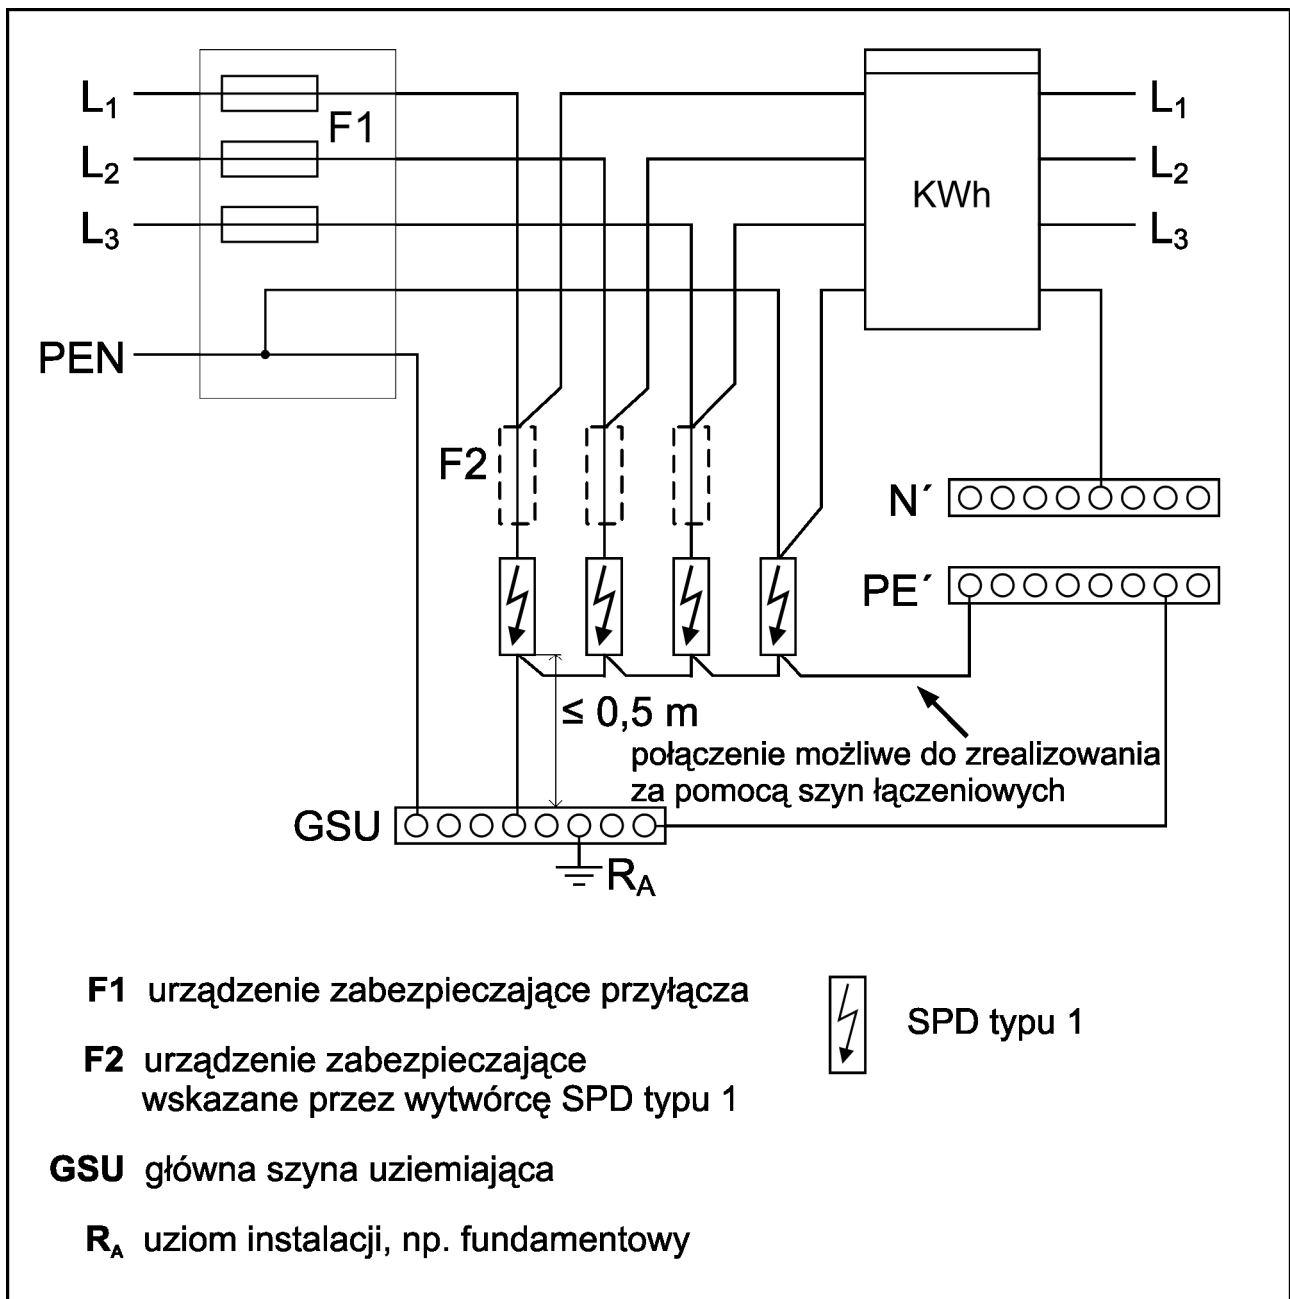 L1
L2
L3
F1
PEN
KWh
L1
L2
L3
F2
N´
PE´
≤ 0,5 m
połączenie możliwe do zrealizowania
za pomocą szyn łączeniowych
GSU
RA
F1 urządzenie zabezpieczające przyłącza
F2 urządzenie zabezpieczające
wskazane przez wytwórcę SPD typu 1
GSU główna szyna uziemiająca
RA uziom instalacji, np. fundamentowy
SPD typu 1